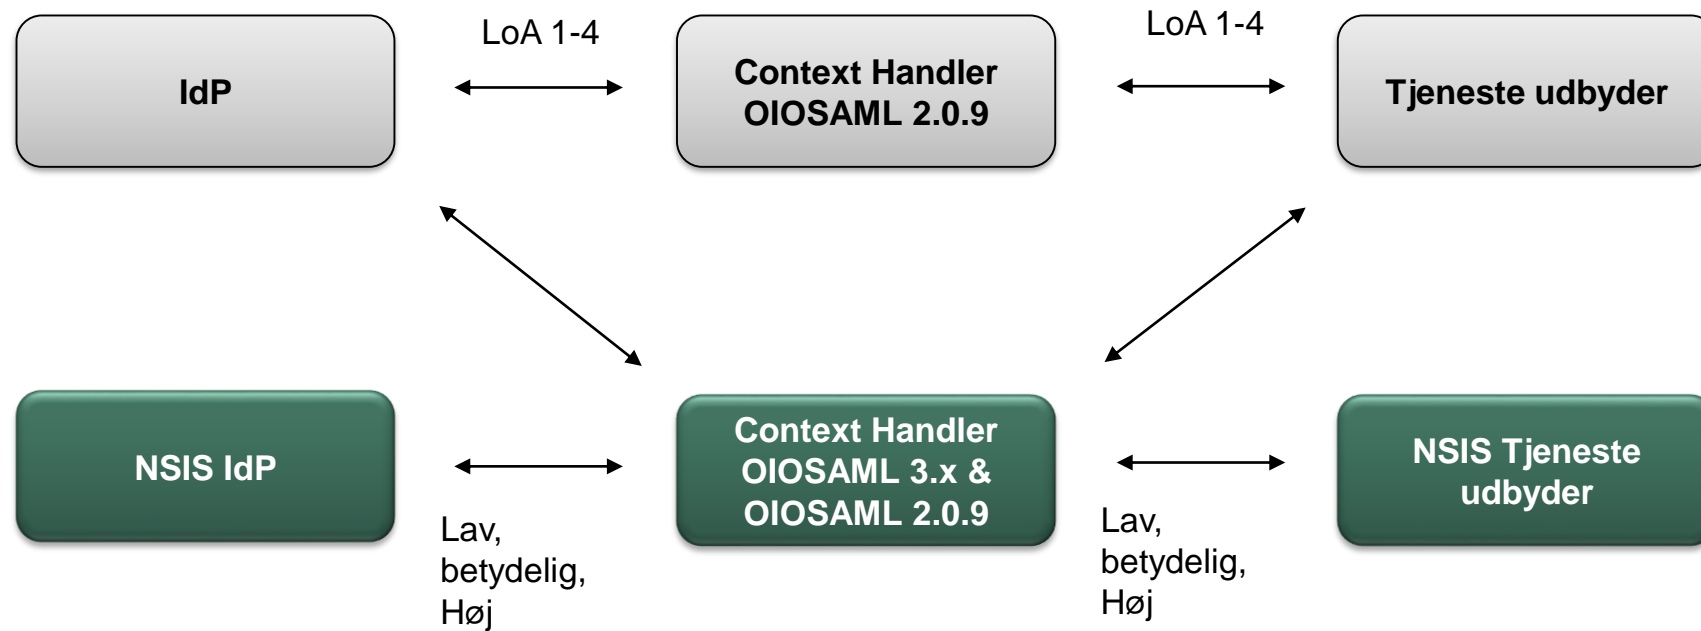 LoA 1-4
LoA 1-4
IdP
Context Handler
OIOSAML 2.0.9
Tjeneste udbyder
NSIS IdP
Context Handler
OIOSAML 3.x &
OIOSAML 2.0.9
NSIS Tjeneste
udbyder
Lav,
betydelig,
Høj
Lav,
betydelig,
Høj